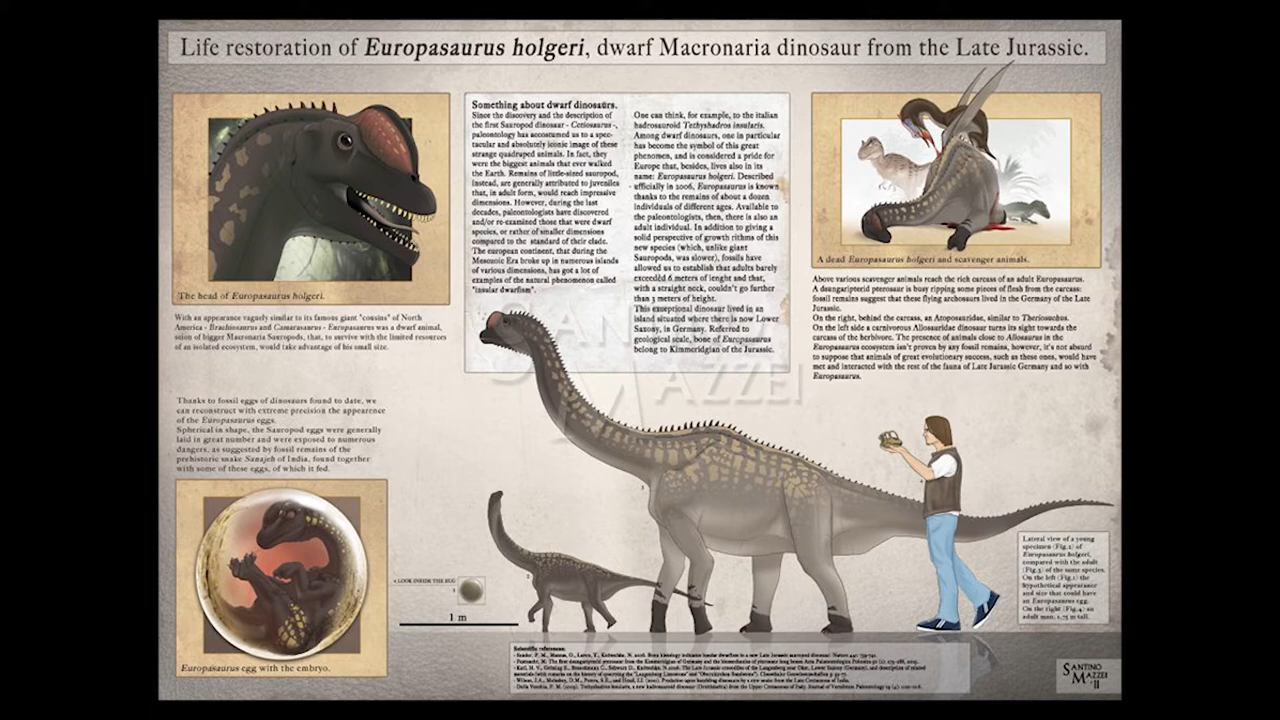 Life restoration of Europasaurus holgeri, dwarf Macronaria dinosaur from the Late Jurassic.
The head of Europasaurus holgeri.
With an appearance vaguely similar to its famous giant "cousins" of North
America - Brachiosaurus and Camarasaurus - Europasaurus was a dwarf animal,
scion of bigger Macronaria Sauropods, that, to survive with the limited resources
of an isolated ecosystem, would take advantage of his small size.
Thanks to fossil eggs of dinosaurs found to date, we
can reconstruct with extreme precision the appearance
of the Europasaurus eggs.
Spherical in shape, the Sauropod eggs were generally
laid in great number and were exposed to numerous
dangers, as suggested by fossil remains of the
prehistoric snake Sanajeh of India, found together
with some of these eggs, of which it fed.
Europasaurus egg with the embryo.
Something about dwarf dinosaurs.
Since the discovery and the description of
the first Sauropod dinosaur - Cetiosaurus -,
paleontology has accustomed us to a spec-
tacular and absolutely iconic image of these
strange quadruped animals. In fact, they
were the biggest animals that ever walked
the Earth. Remains of little-sized sauropod,
instead, are generally attributed to juveniles
that, in adult form, would reach impressive
dimensions. However, during the last
decades, paleontologists have discovered
and/or re-examined those that were dwarf
species, or rather of smaller dimensions
compared to the standard of their clade.
The european continent, that during the
Mesozoic Era broke up in numerous islands
of various dimensions, has got a lot of
examples of the natural phenomenon called
"insular dwarfism".
One can think, for example, to the italian
hadrosauroid Tethyshadros insularis.
Among dwarf dinosaurs, one in particular
has become the symbol of this great
phenomen, and is considered a pride for
Europe that, besides, lives also in its
name: Europasaurus holgeri. Described
ufficially in 2006, Europasaurus is known
thanks to the remains of about a dozen
individuals of different ages. Available to
the paleontologists, then, there is also an
adult individual. In addition to giving a
solid perspective of growth rithms of this
new species (which, unlike giant
Sauropods, was slower), fossils have
allowed us to establish that adults barely
exceeded 6 meters of lenght and that,
with a straight neck, couldn't go further
than 3 meters of height.
This exceptional dinosaur lived in an
island situated where there is now Lower
Saxony, in Germany. Referred to
geological scale, bone of Europasaurus
belong to Kimmeridgian of the Jurassic.
SANTINO
MAZZEI
A dead Europasaurus holgeri and scavenger animals.
Above various scavenger animals reach the rich carcass of an adult Europasaurus.
A dsungaripterid pterosaur is busy ripping some pieces of flesh from the carcass:
fossil remains suggest that these flying archosaurs lived in the Germany of the Late
Jurassic.
On the right, behind the carcass, an Atoposauridae, similar to Theriosuchus.
On the left side a carnivorous Allosauridae dinosaur turns its sight towards the
carcass of the herbivore. The presence of animals close to Allosaurus in the
Europasaurus ecosystem isn't proven by any fossil remains, however, it's not absurd
to suppose that animals of great evolutionary success, such as these ones, would have
met and interacted with the rest of the fauna of Late Jurassic Germany and so with
Europasaurus.
A LOOK INSIDE THE EGG
1 m
Lateral view of a young
specimen (Fig.2) of
Europasaurus holgeri,
compared with the adult
(Fig.3) of the same species.
On the left (Fig.1) the
hypothetical appearance
and size that could have
an Europasaurus egg.
On the right (Fig.4) an
adult man, 1,75 m tall.
Scientific references:
SANTINO
MAZZEI